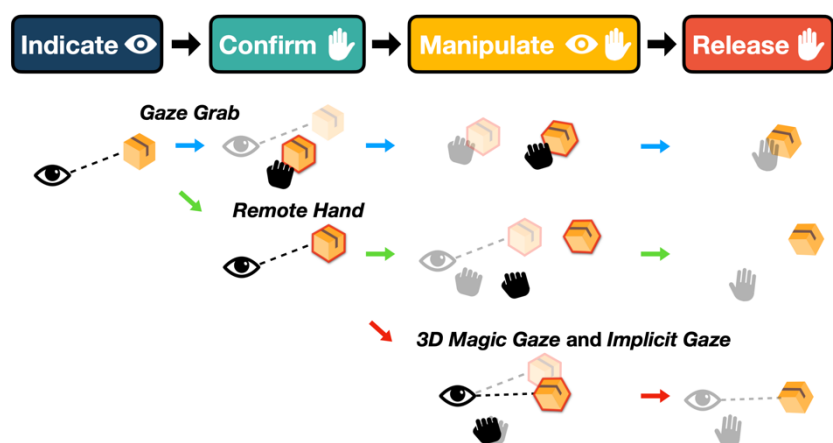 Indicate
Confirm
Manipulate
Release
Gaze Grab
Remote Hand
3D Magic Gaze and Implicit Gaze